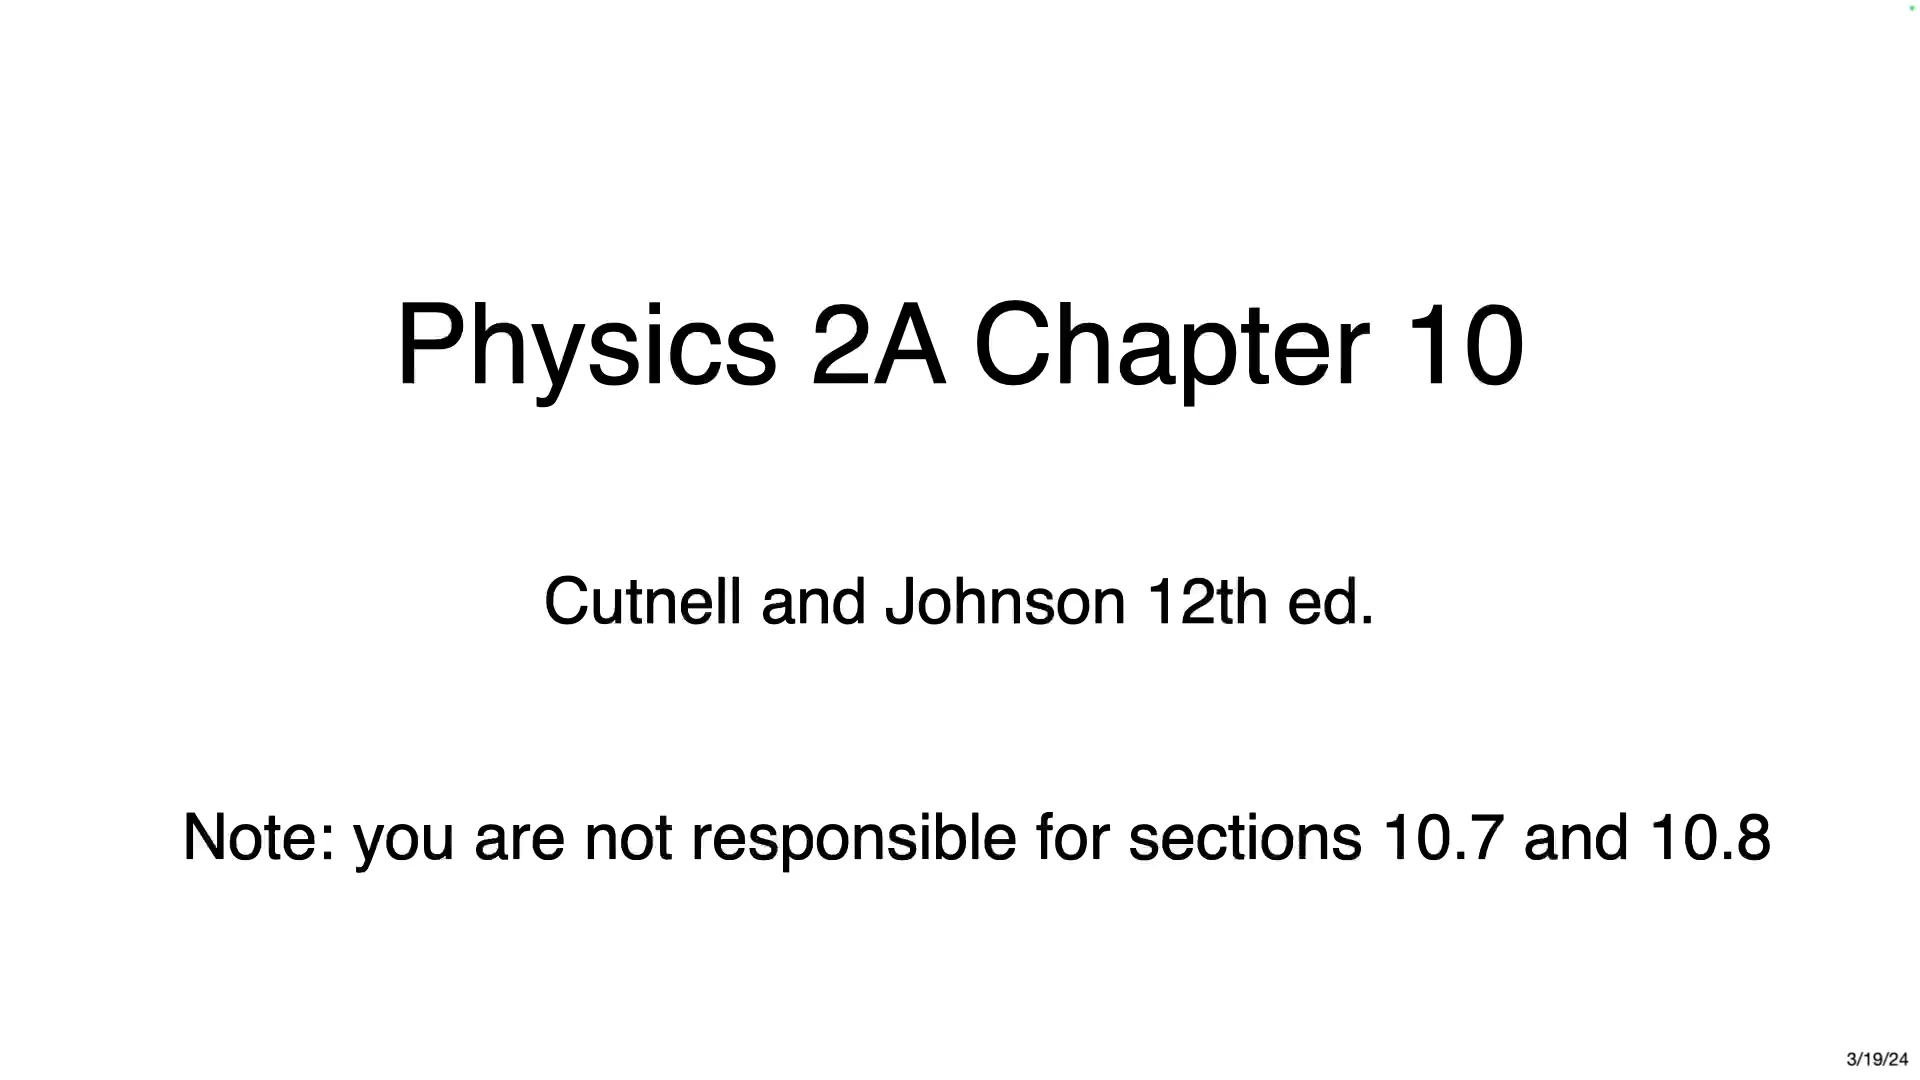 Physics 2A Chapter 10
Cutnell and Johnson 12th ed.
Note: you are not responsible for sections 10.7 and 10.8
3/19/24